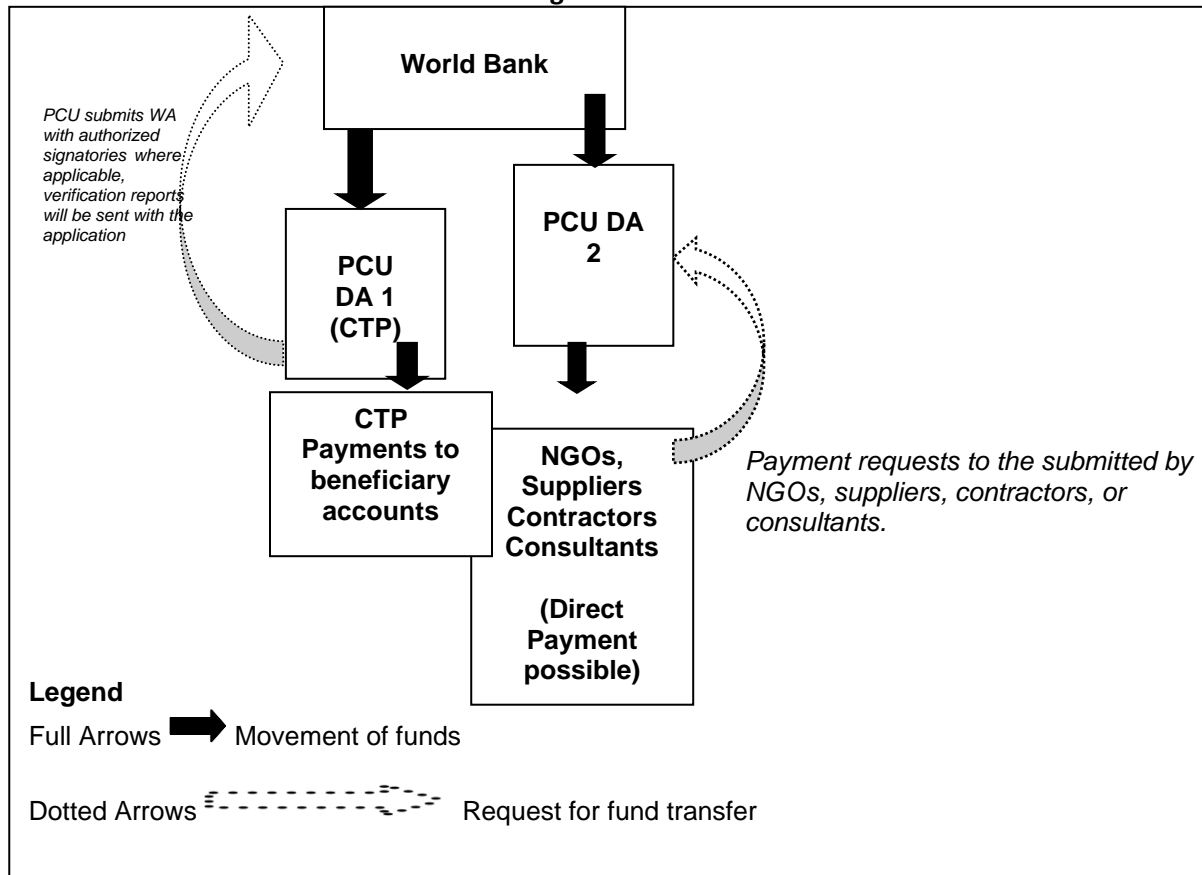 World Bank
PCU submits WA
with authorized
signatories where
applicable,
verification reports
will be sent with the
application
PCU DA
2
PCU
DA 1
(CTP)
CTP
Payments to
beneficiary
accounts
NGOs,
Suppliers
Contractors
Consultants
(Direct
Payment
possible)
Payment requests to the submitted by
NGOs, suppliers, contractors, or
consultants.
Legend
Full Arrows Movement of funds
Dotted Arrows Request for fund transfer